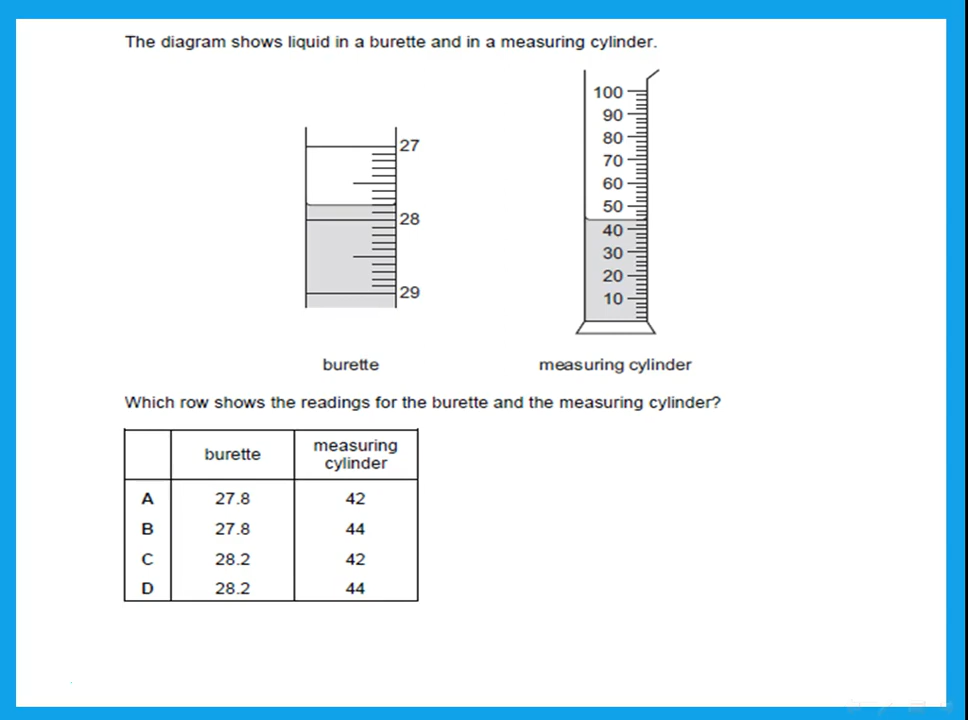 The diagram shows liquid in a burette and in a measuring cylinder.
27
28
29
100
90
80
70
60
50
40
30
20
10
burette
measuring cylinder
Which row shows the readings for the burette and the measuring cylinder?
burette
measuring
cylinder
A 27.8 42
B 27.8 44
C 28.2 42
D 28.2 44